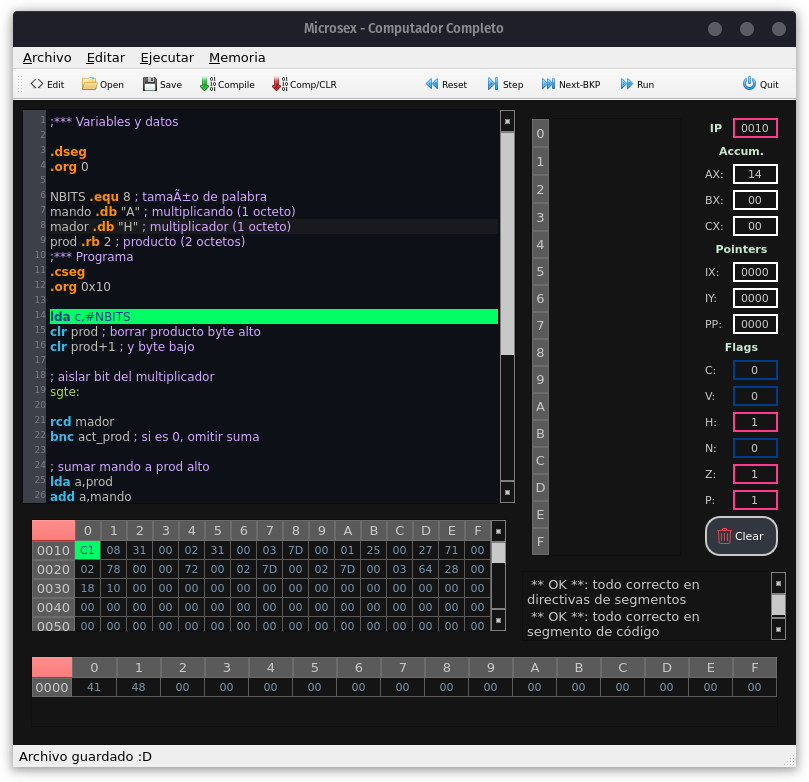 Microsex - Computador Completo
Archivo Editar Ejecutar Memoria
Edit Open Save Compile Comp/CLR Reset Step Next-BKP Run Quit
1 ;*** Variables y datos
2
3 .dseg
4 .org 0
5
6 NBITS .equ 8 ; tamaÃ±o de palabra
7 mando .db "A" ; multiplicando (1 octeto)
8 mador .db "H" ; multiplicador (1 octeto)
9 prod .rb 2 ; producto (2 octetos)
10 ;*** Programa
11 .cseg
12 .org 0x10
13
14 lda c,#NBITS
15 clr prod ; borrar producto byte alto
16 clr prod+1 ; y byte bajo
17
18 ; aislar bit del multiplicador
19 sgte:
20
21 rcd mador
22 bnc act_prod ; si es 0, omitir suma
23
24 ; sumar mando a prod alto
25 lda a,prod
26 add a,mando
0
1
2
3
4
5
6
7
8
9
A
B
C
D
E
F
IP 0010
Accum.
AX: 14
BX: 00
CX: 00
Pointers
IX: 0000
IY: 0000
PP: 0000
Flags
C: 0
V: 0
H: 1
N: 0
Z: 1
P: 1
Clear
0 1 2 3 4 5 6 7 8 9 A B C D E F
0010 C1 08 31 00 02 31 00 03 7D 00 01 25 00 27 71 00
0020 02 78 00 00 72 00 02 7D 00 02 7D 00 03 64 28 00
0030 18 10 00 00 00 00 00 00 00 00 00 00 00 00 00 00
0040 00 00 00 00 00 00 00 00 00 00 00 00 00 00 00 00
0050 00 00 00 00 00 00 00 00 00 00 00 00 00 00 00 00
** OK **: todo correcto en
directivas de segmentos
** OK **: todo correcto en
segmento de código
0 1 2 3 4 5 6 7 8 9 A B C D E F
0000 41 48 00 00 00 00 00 00 00 00 00 00 00 00 00 00
Archivo guardado :D